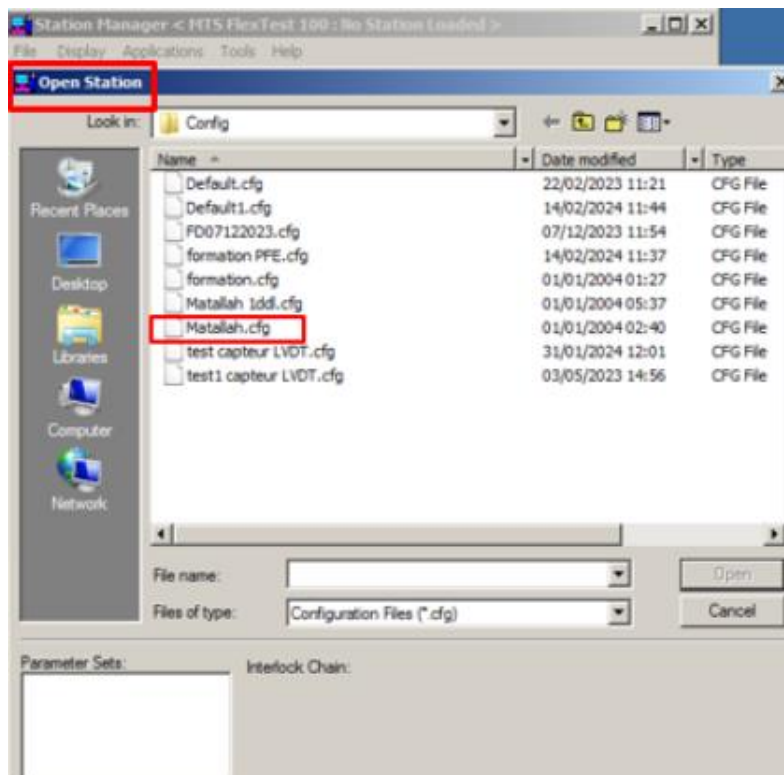 Station Manager < MTS FlexTest 100 : No Station Loaded >
File Display Applications Tools Help
Open Station
Look in: Config
Name Date modified Type
Default.cfg 22/02/2023 11:21 CFG File
Default1.cfg 14/02/2024 11:44 CFG File
FD07122023.cfg 07/12/2023 11:54 CFG File
formation PFE.cfg 14/02/2024 11:37 CFG File
formation.cfg 01/01/2004 01:27 CFG File
Matallah 1ddl.cfg 01/01/2004 05:37 CFG File
Matallah.cfg 01/01/2004 02:40 CFG File
test capteur LVDT.cfg 31/01/2024 12:01 CFG File
test1 capteur LVDT.cfg 03/05/2023 14:56 CFG File
Recent Places
Desktop
Libraries
Computer
Network
File name: Open
Files of type: Configuration Files (*.cfg) Cancel
Parameter Sets: Interlock Chain: